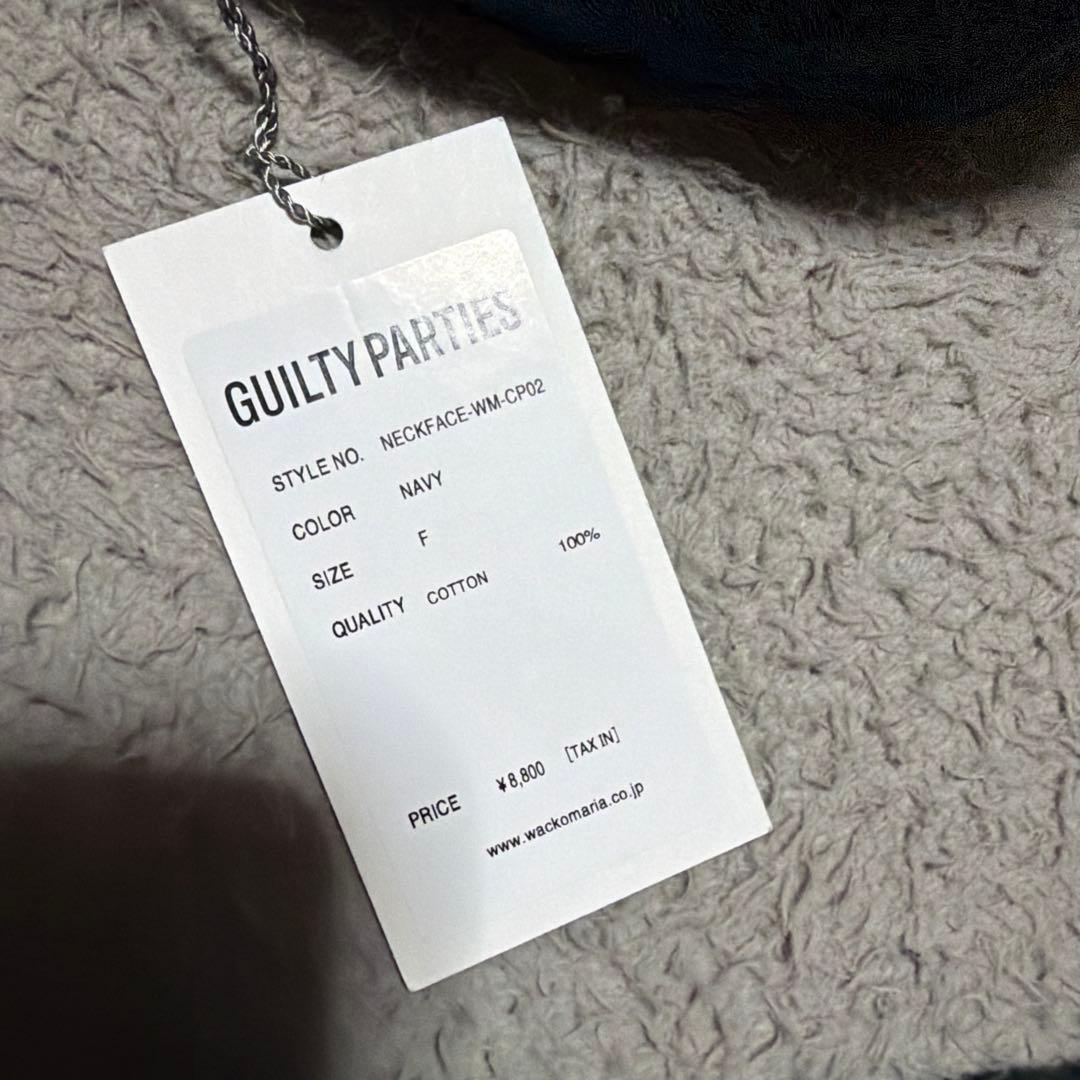 GUILTY PARTIES
STYLE NO. NECKFACE-WM-CP02
COLOR NAVY
SIZE F
QUALITY COTTON 100%
PRICE ¥8,800 [TAX IN]
www.wackomaria.co.jp